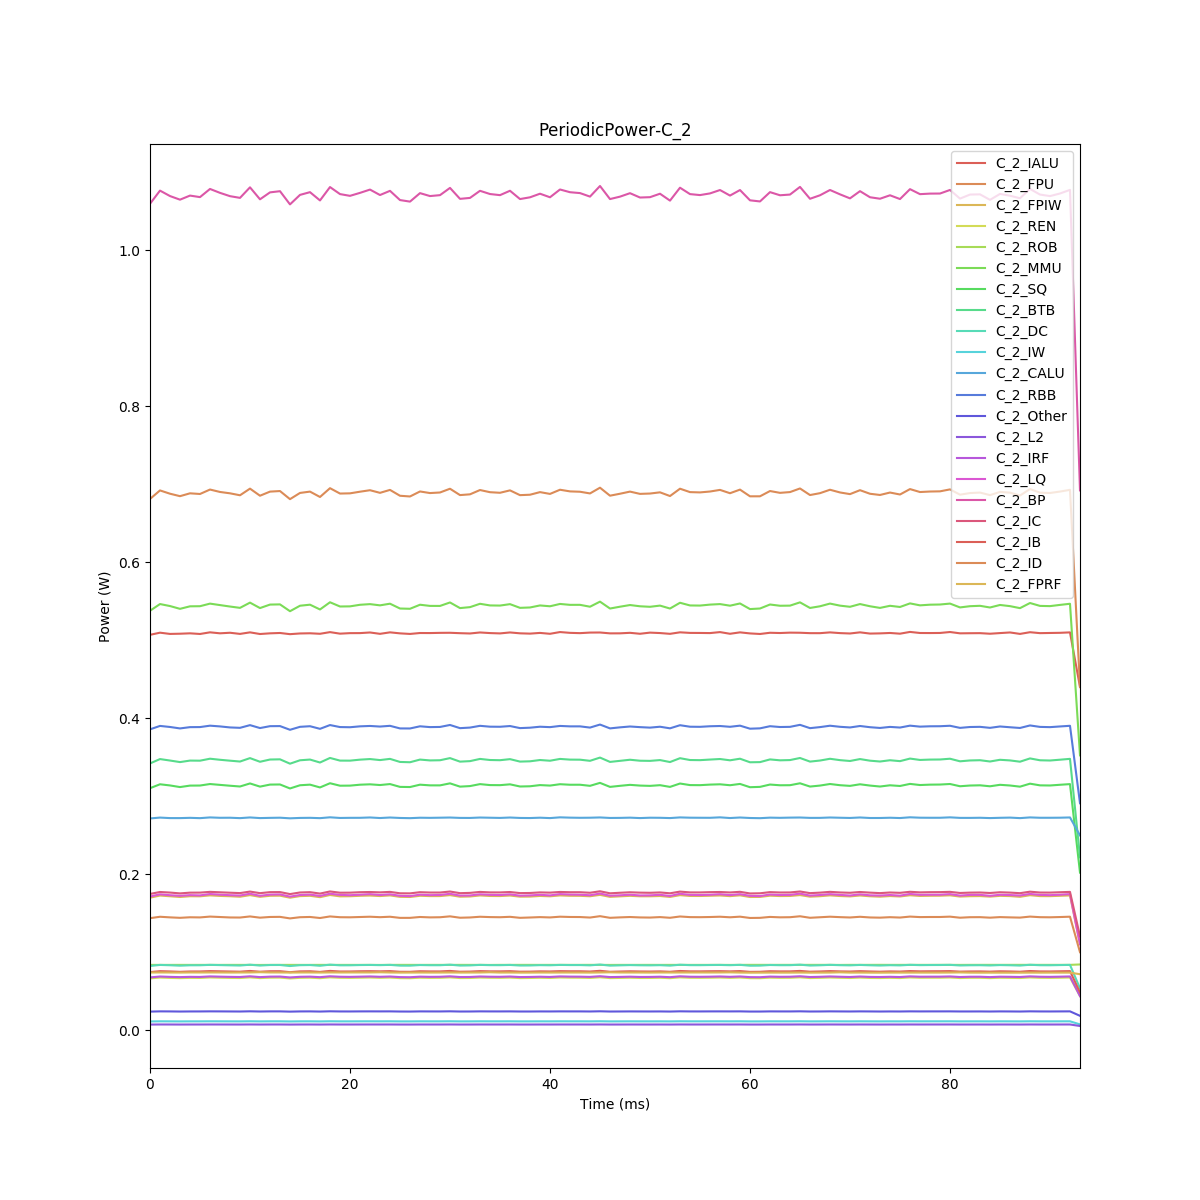 PeriodicPower-C_2
C_2_IALU
C_2_FPU
C_2_FPIW
C_2_REN
C_2_ROB
C_2_MMU
C_2_SQ
C_2_BTB
C_2_DC
C_2_IW
C_2_CALU
C_2_RBB
C_2_Other
C_2_L2
C_2_IRF
C_2_LQ
C_2_BP
C_2_IC
C_2_IB
C_2_ID
C_2_FPRF
1.0
0.8
0.6
0.4
0.2
0.0
Power (W)
0 20 40 60 80
Time (ms)